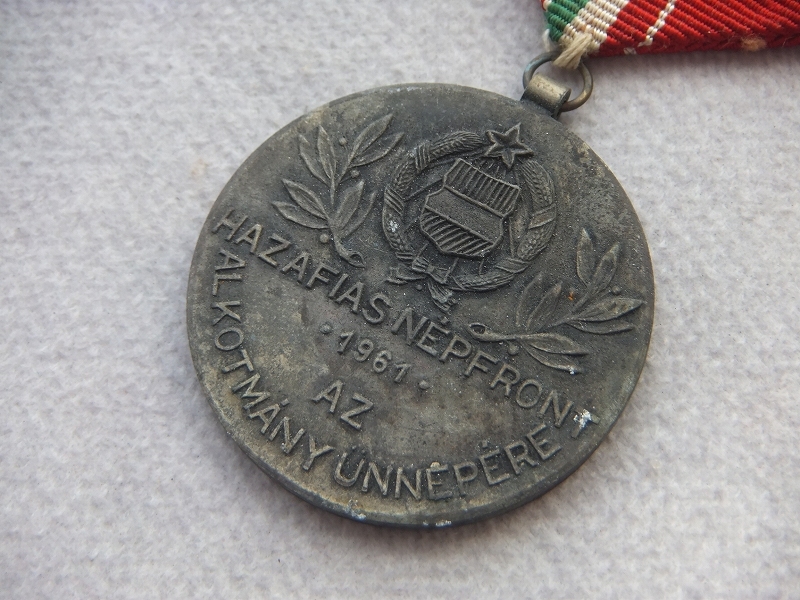 HAZAFIAS NÉPFRONT
• 1961 •
AZ
ALKOTMÁNY ÜNNEPÉRE